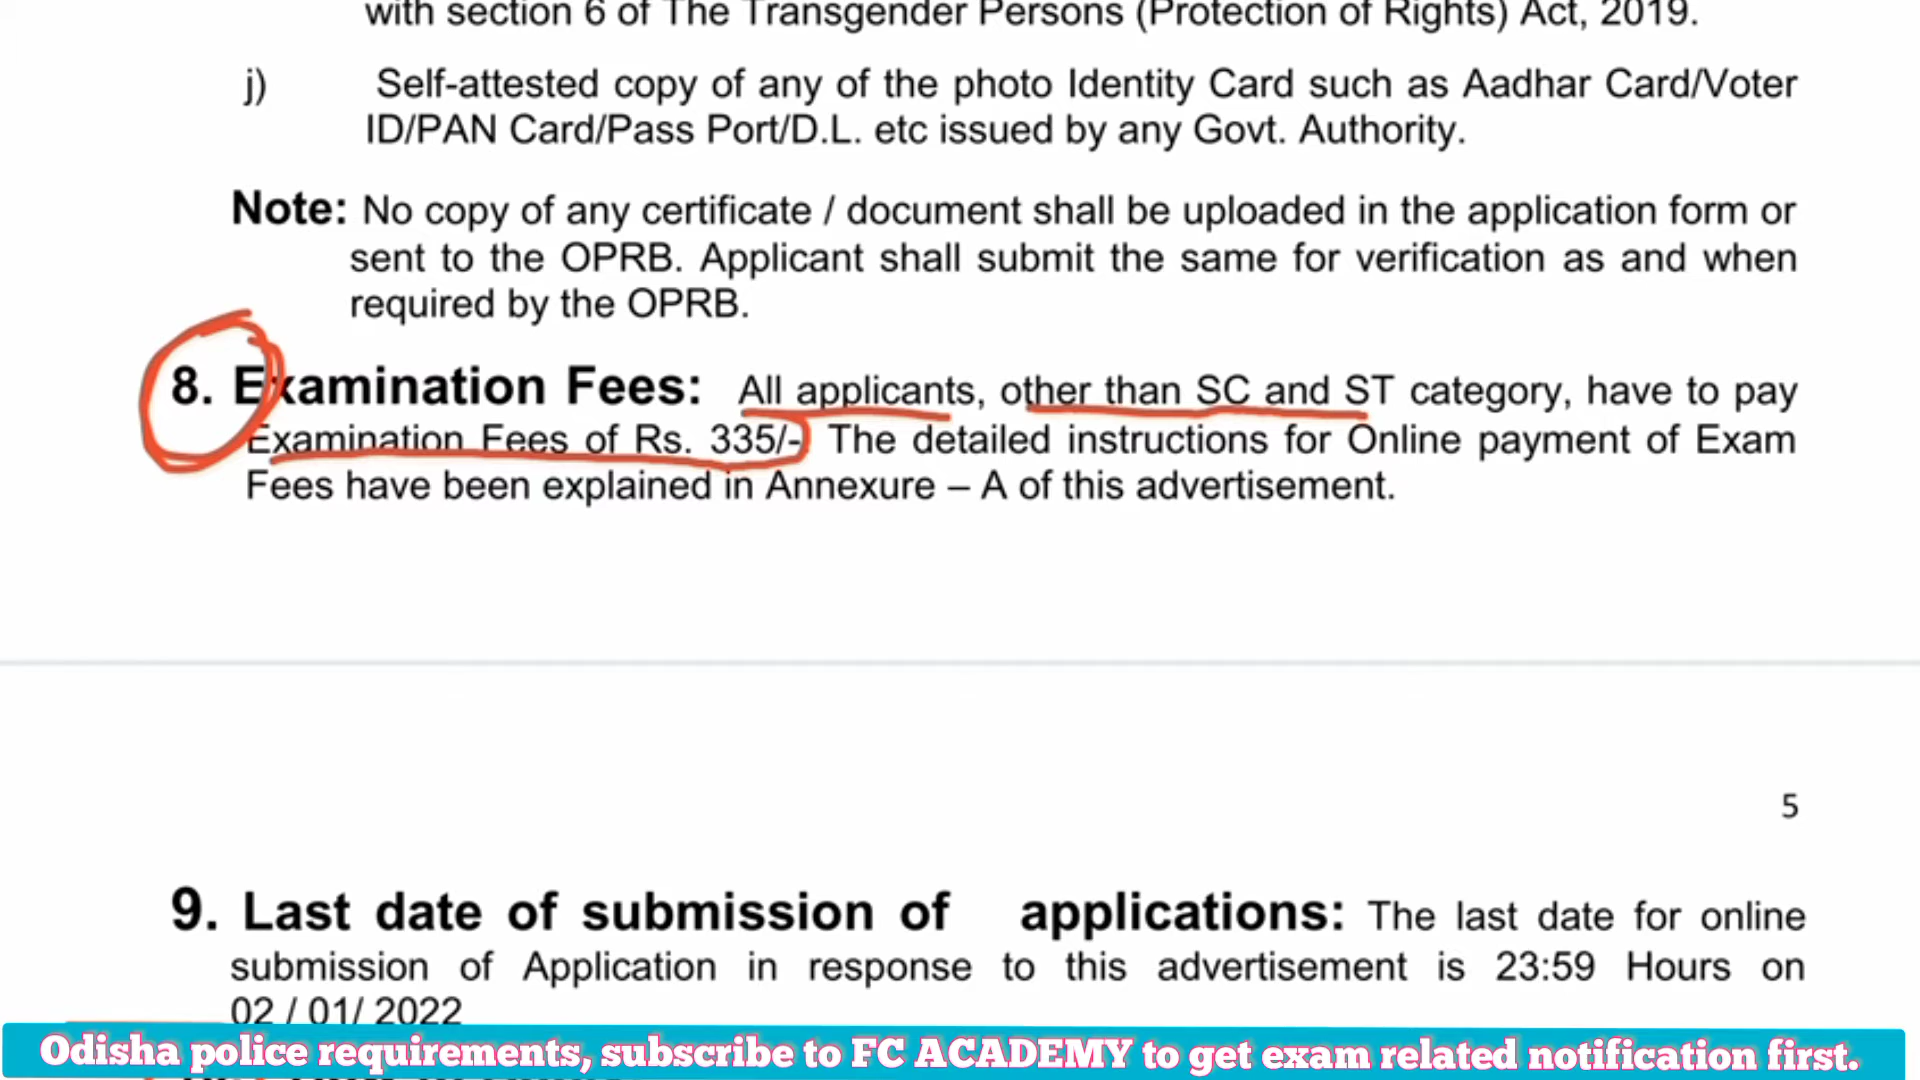 with section 6 of The Transgender Persons (Protection of Rights) Act, 2019.
j) Self-attested copy of any of the photo Identity Card such as Aadhar Card/Voter
ID/PAN Card/Pass Port/D.L. etc issued by any Govt. Authority.
Note: No copy of any certificate / document shall be uploaded in the application form or
sent to the OPRB. Applicant shall submit the same for verification as and when
required by the OPRB.
8. Examination Fees: All applicants, other than SC and ST category, have to pay
Examination Fees of Rs. 335/- The detailed instructions for Online payment of Exam
Fees have been explained in Annexure – A of this advertisement.
5
9. Last date of submission of applications: The last date for online
submission of Application in response to this advertisement is 23:59 Hours on
02 / 01/ 2022
Odisha police requirements, subscribe to FC ACADEMY to get exam related notification first.